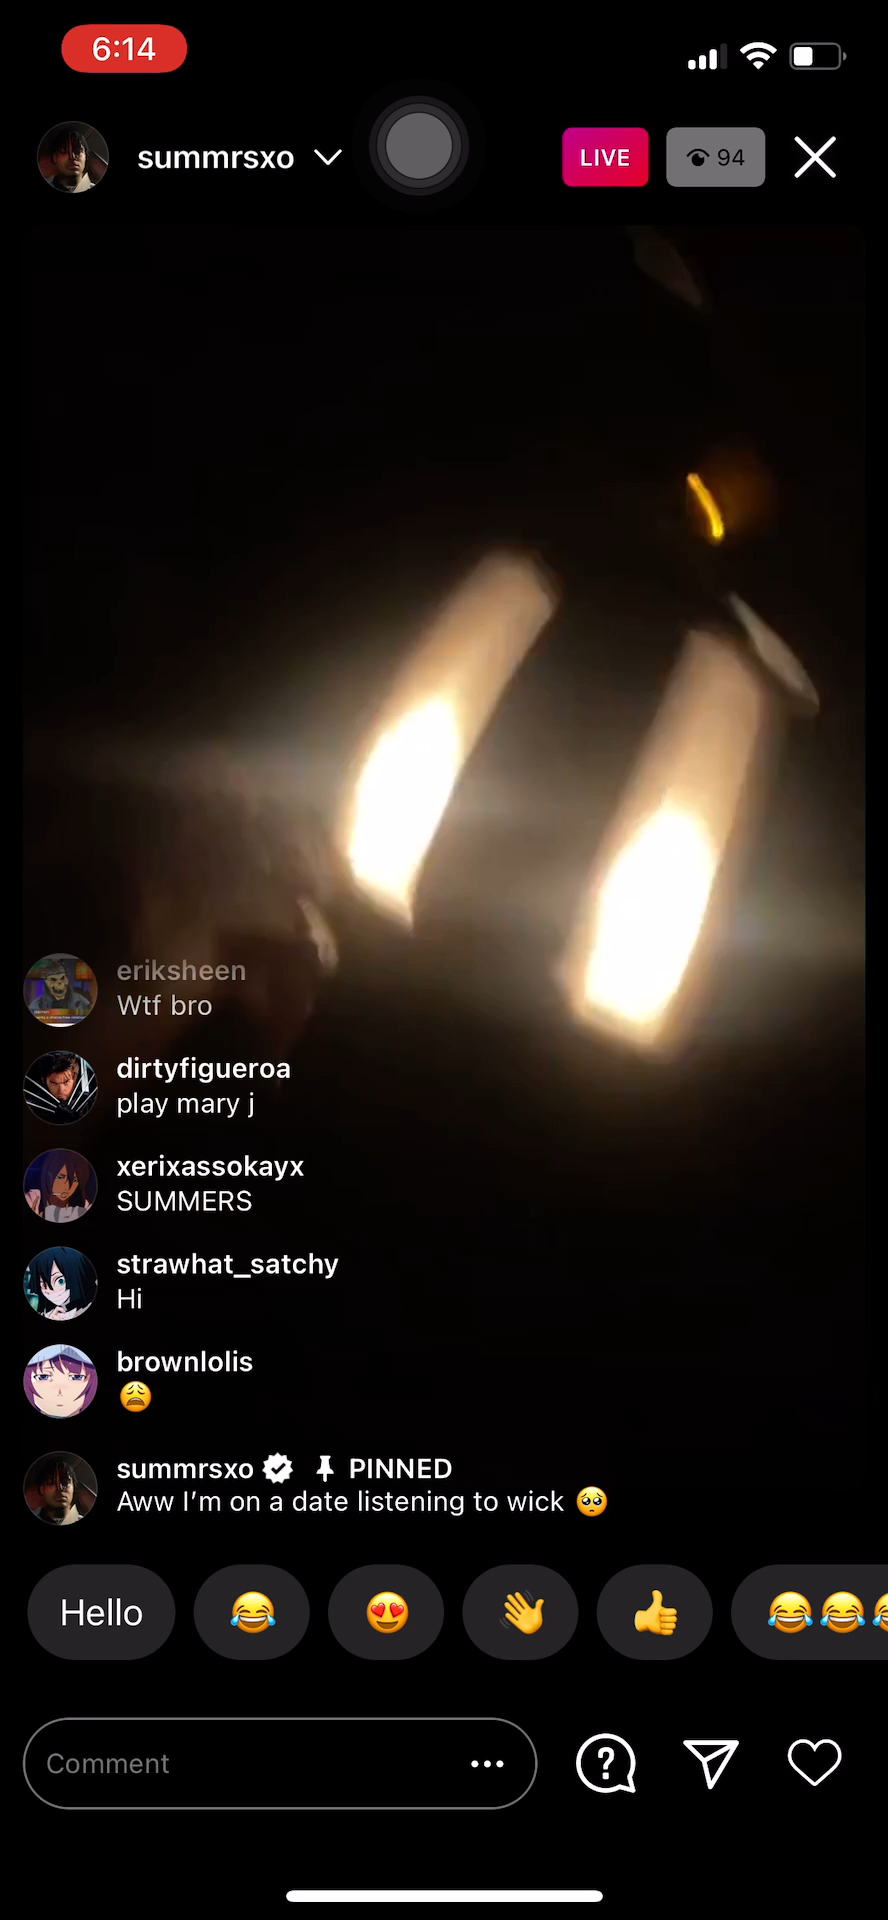 6:14
summrsxo
LIVE
94
eriksheen
Wtf bro
dirtyfigueroa
play mary j
xerixassokayx
SUMMERS
strawhat_satchy
Hi
brownlolis
😩
summrsxo PINNED
Aww I'm on a date listening to wick 🥺
Hello 😂 😍 👋 👍 😂😂😂
Comment